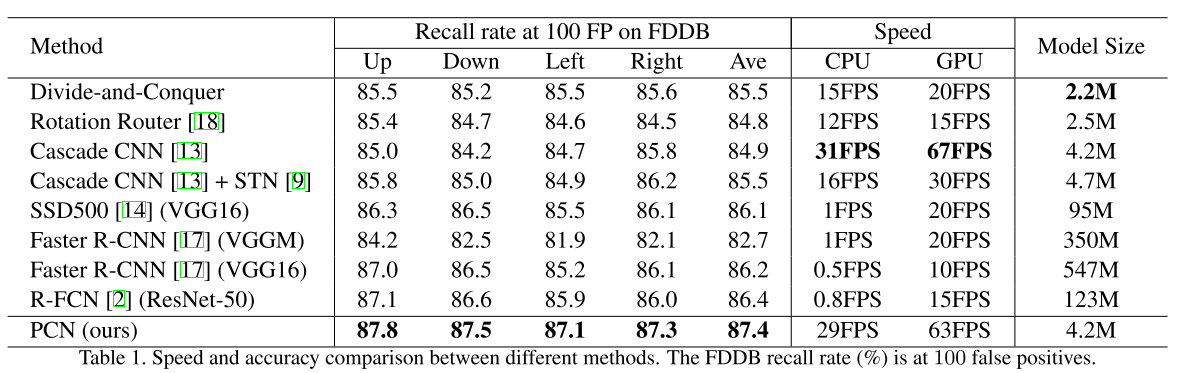 Method Recall rate at 100 FP on FDDB Speed Model Size
Up Down Left Right Ave CPU GPU
Divide-and-Conquer 85.5 85.2 85.5 85.6 85.5 15FPS 20FPS 2.2M
Rotation Router [18] 85.4 84.7 84.6 84.5 84.8 12FPS 15FPS 2.5M
Cascade CNN [13] 85.0 84.2 84.7 85.8 84.9 31FPS 67FPS 4.2M
Cascade CNN [13] + STN [9] 85.8 85.0 84.9 86.2 85.5 16FPS 30FPS 4.7M
SSD500 [14] (VGG16) 86.3 86.5 85.5 86.1 86.1 1FPS 20FPS 95M
Faster R-CNN [17] (VGGM) 84.2 82.5 81.9 82.1 82.7 1FPS 20FPS 350M
Faster R-CNN [17] (VGG16) 87.0 86.5 85.2 86.1 86.2 0.5FPS 10FPS 547M
R-FCN [2] (ResNet-50) 87.1 86.6 85.9 86.0 86.4 0.8FPS 15FPS 123M
PCN (ours) 87.8 87.5 87.1 87.3 87.4 29FPS 63FPS 4.2M
Table 1. Speed and accuracy comparison between different methods. The FDDB recall rate (%) is at 100 false positives.